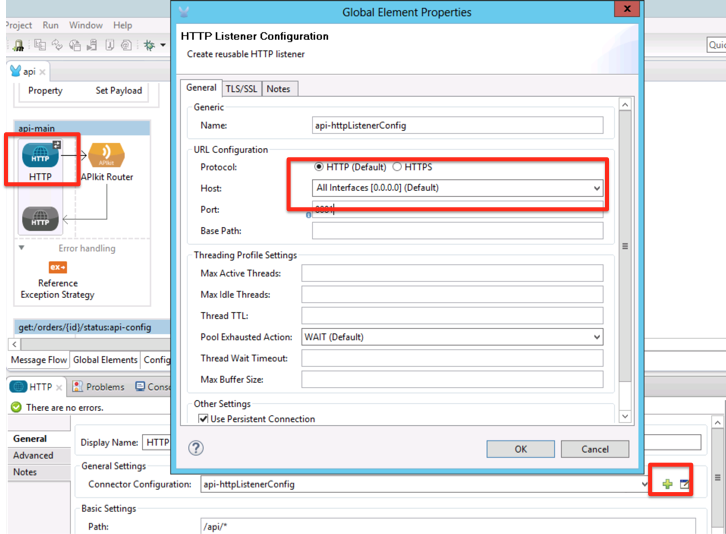 Project Run Window Help
Quic
api
Property Set Payload
api-main
HTTP
HTTP APIkit Router
HTTP
Error handling
ex
Reference
Exception Strategy
get:/orders/{id}/status:api-config
Message Flow Global Elements Config
HTTP Problems Conso
There are no errors.
General
Advanced
Notes
Display Name: HTTP
General Settings
Connector Configuration: api-httpListenerConfig
Basic Settings
Path: /api/*
Global Element Properties
HTTP Listener Configuration
Create reusable HTTP listener
General TLS/SSL Notes
Generic
Name: api-httpListenerConfig
URL Configuration
Protocol: HTTP (Default) HTTPS
Host: All Interfaces [0.0.0.0] (Default)
Port:
Base Path:
Threading Profile Settings
Max Active Threads:
Max Idle Threads:
Thread TTL:
Pool Exhausted Action: WAIT (Default)
Thread Wait Timeout:
Max Buffer Size:
Other Settings
Use Persistent Connection
OK Cancel